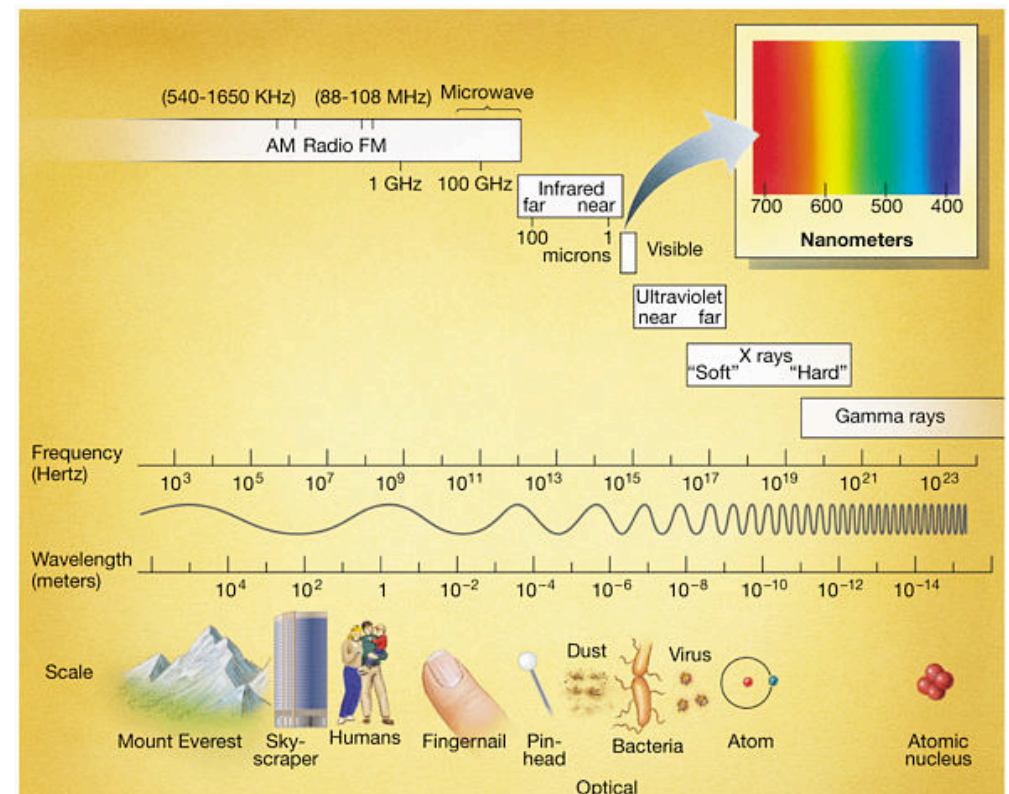 (540-1650 KHz) (88-108 MHz) Microwave
AM Radio FM
1 GHz 100 GHz
Infrared
far near
100 1
microns
Visible
700 600 500 400
Nanometers
Ultraviolet
near far
X rays
“Soft” “Hard”
Gamma rays
Frequency
(Hertz)
10³ 10⁵ 10⁷ 10⁹ 10¹¹ 10¹³ 10¹⁵ 10¹⁷ 10¹⁹ 10²¹ 10²³
Wavelength
(meters)
10⁴ 10² 1 10⁻² 10⁻⁴ 10⁻⁶ 10⁻⁸ 10⁻¹⁰ 10⁻¹² 10⁻¹⁴
Scale
Dust
Virus
Mount Everest
Sky-
scraper
Humans
Fingernail
Pin-
head
Bacteria
Atom
Atomic
nucleus
Optical